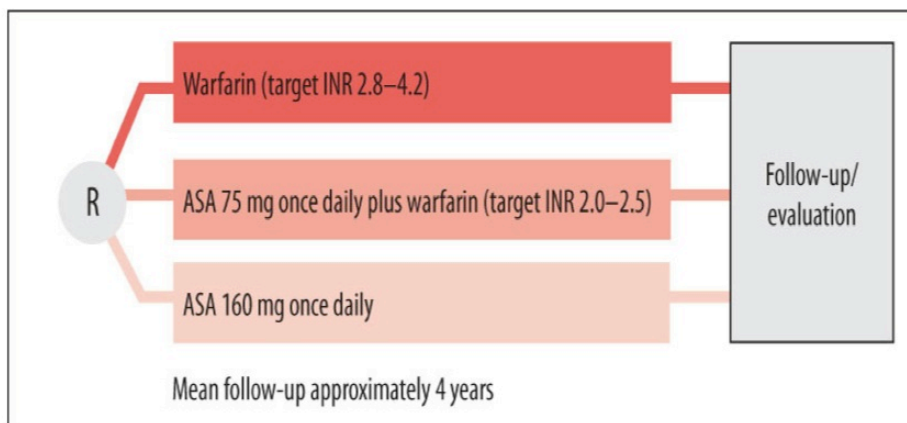 Warfarin (target INR 2.8–4.2)
R
ASA 75 mg once daily plus warfarin (target INR 2.0–2.5)
Follow-up/
evaluation
ASA 160 mg once daily
Mean follow-up approximately 4 years